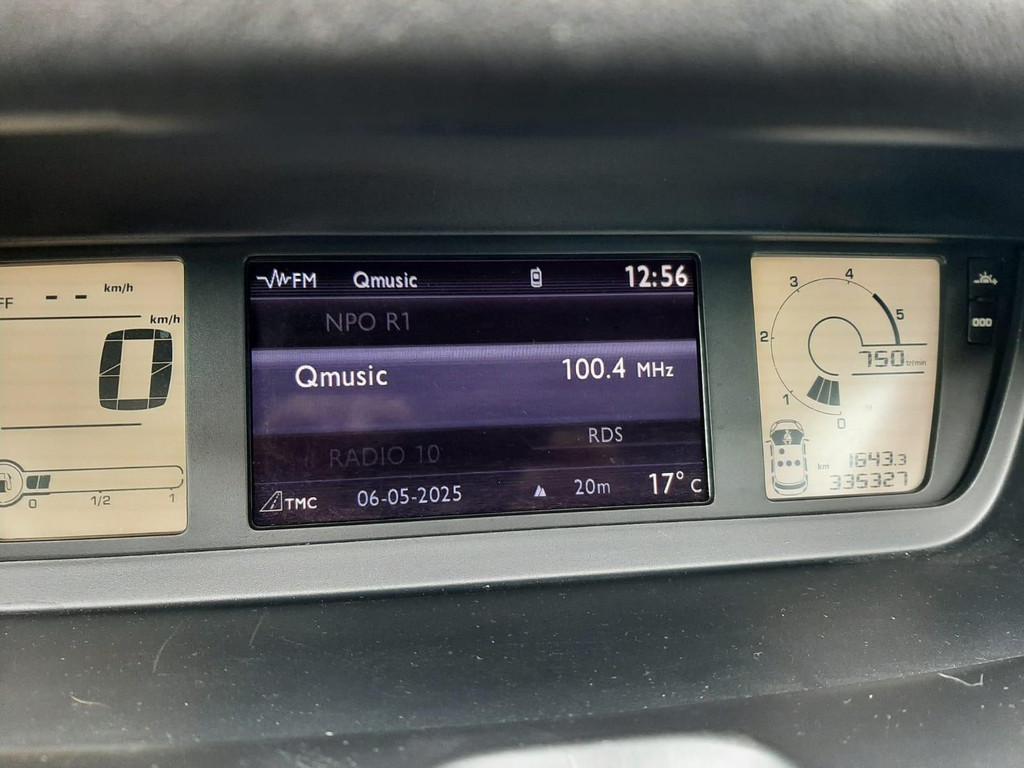 FF -- km/h
km/h
0
0 1/2 1
FM Qmusic 12:56
NPO R1
Qmusic 100.4 MHz
RDS
RADIO 10
TMC 06-05-2025 20m 17° C
3 4
2 5
750 tr/min
1
0
km 1643.3
335327